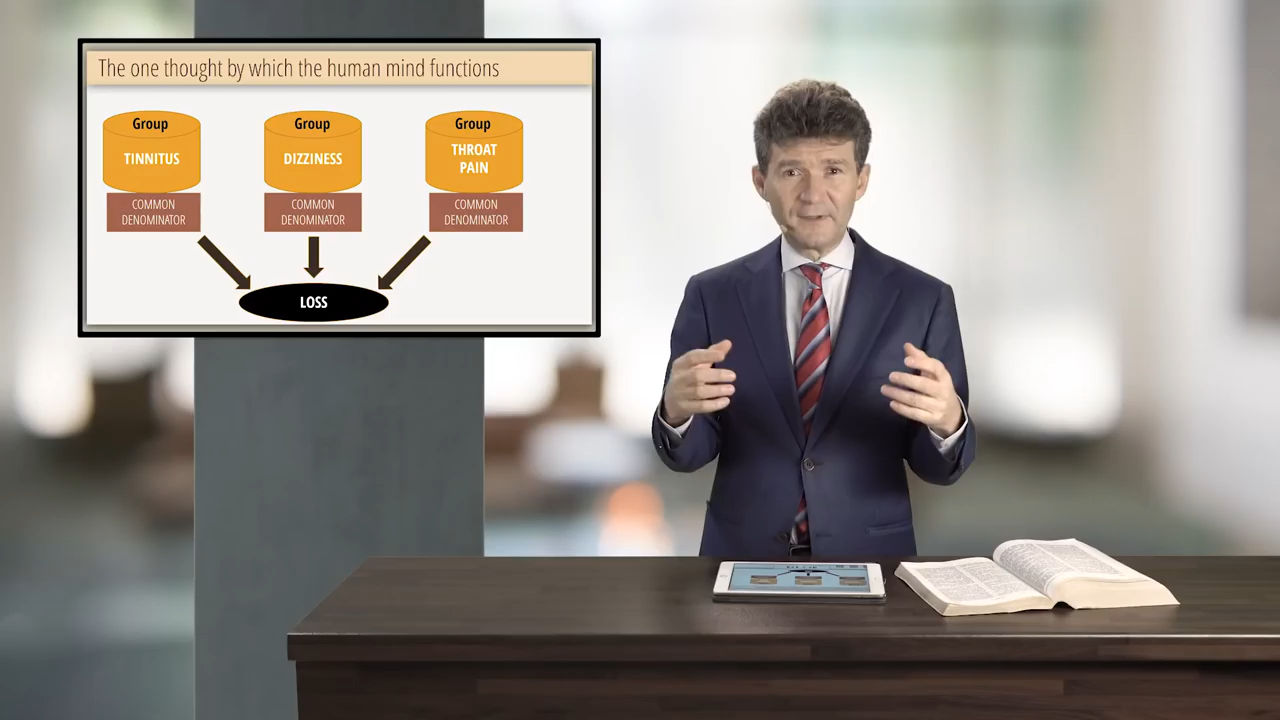 The one thought by which the human mind functions
Group
TINNITUS
COMMON
DENOMINATOR
Group
DIZZINESS
COMMON
DENOMINATOR
Group
THROAT
PAIN
COMMON
DENOMINATOR
LOSS